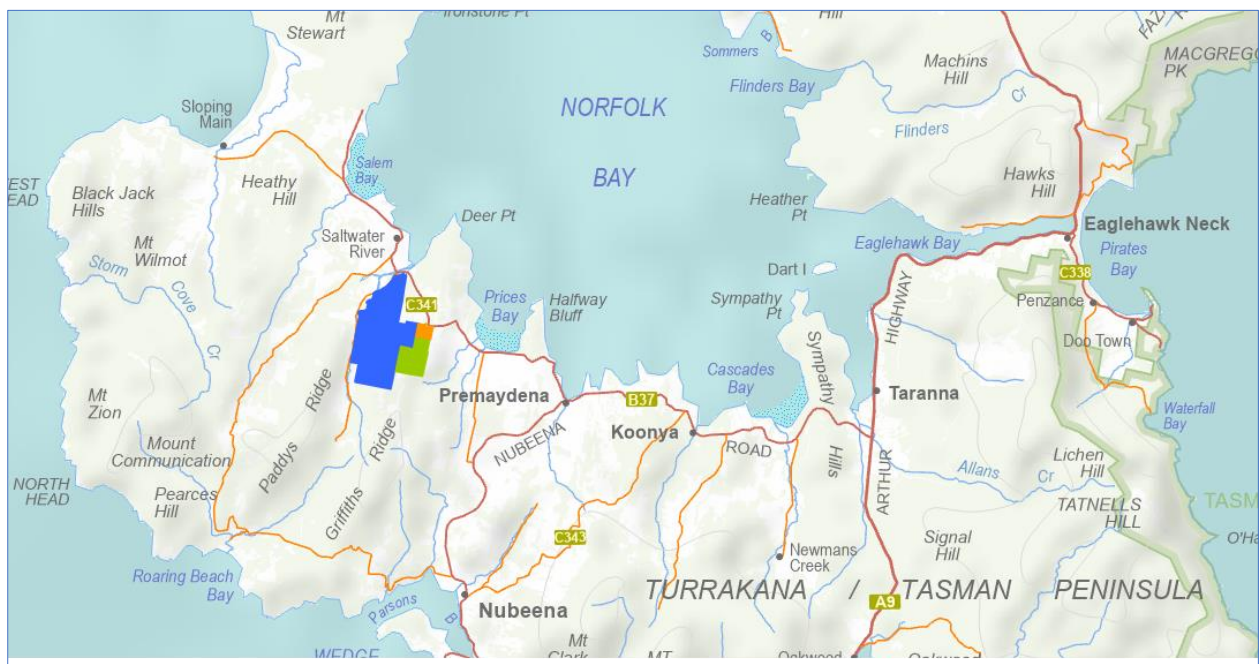 Ironstone Pt
Mt
Stewart
Hill
Sommers
B
Flinders Bay
Machins
Hill
MACGREGO
PK
Sloping
Main
NORFOLK
BAY
Flinders
Cr
Salem
Bay
Black Jack
Hills
Heathy
Hill
Hawks
Hill
EAD
Mt
Wilmot
Deer Pt
Heather
Pt
Saltwater
River
Eaglehawk Bay
Eaglehawk Neck
Pirates
Bay
Storm
Cove
Cr
Dart I
C338
C341
Prices
Bay
Halfway
Bluff
Sympathy
Pt
HIGHWAY
Penzance
Doo Town
Sympathy
Hills
Mt
Zion
Ridge
Paddys
Ridge
Griffiths
Premaydena
B37
Cascades
Bay
Taranna
Waterfall
Bay
Mount
Communication
NUBEENA
Koonya
ROAD
Lichen
Hill
NORTH
HEAD
Pearces
Hill
ARTHUR
Allans
Cr
TATNELLS
HILL
TASM
C343
Signal
Hill
O'Ha
Roaring Beach
Bay
Newmans
Creek
TURRAKANA / TASMAN PENINSULA
Parsons
B
Nubeena
A9
WEDGE
Mt
Clark
MT
Oakwood
Oakwood